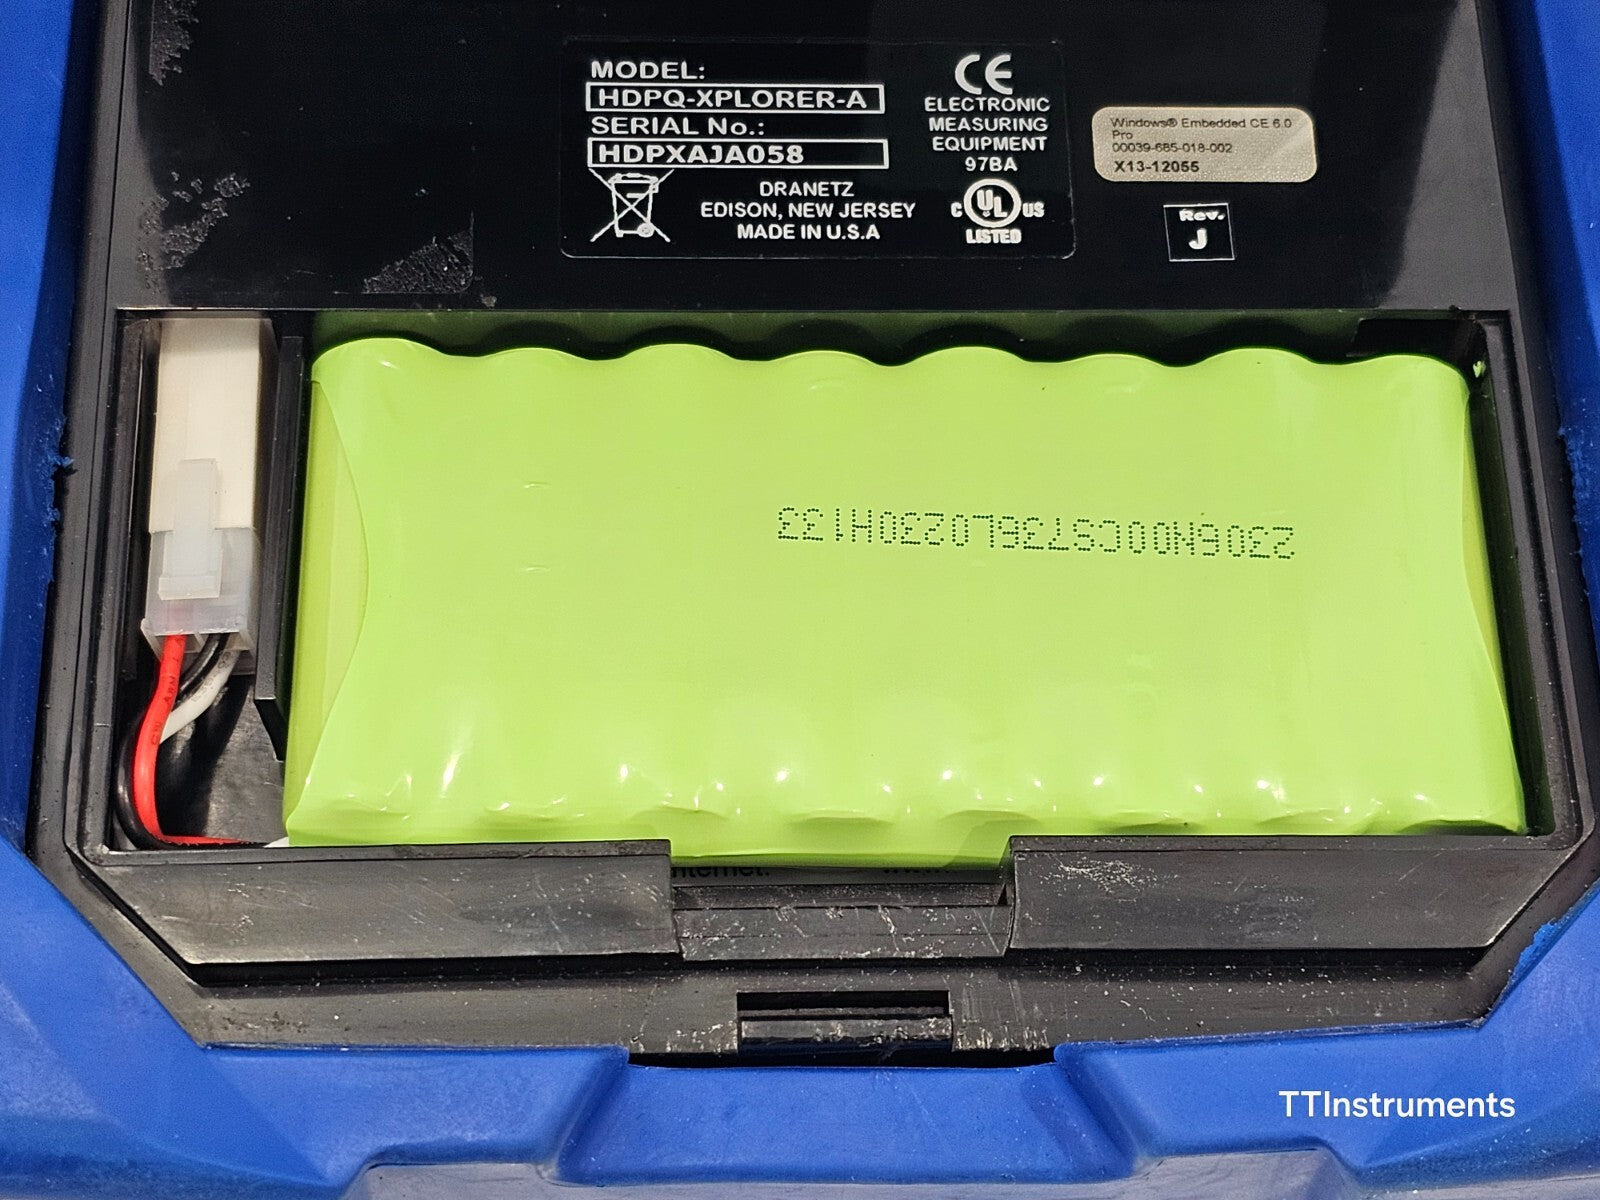 MODEL:
HDPQ-XPLORER-A
SERIAL No.:
HDPXAJA058
DRANETZ
EDISON, NEW JERSEY
MADE IN U.S.A
CE
ELECTRONIC
MEASURING
EQUIPMENT
97BA
C UL US
LISTED
Windows® Embedded CE 6.0
Pro
00039-685-018-002
X13-12055
Rev.
J
TTInstruments